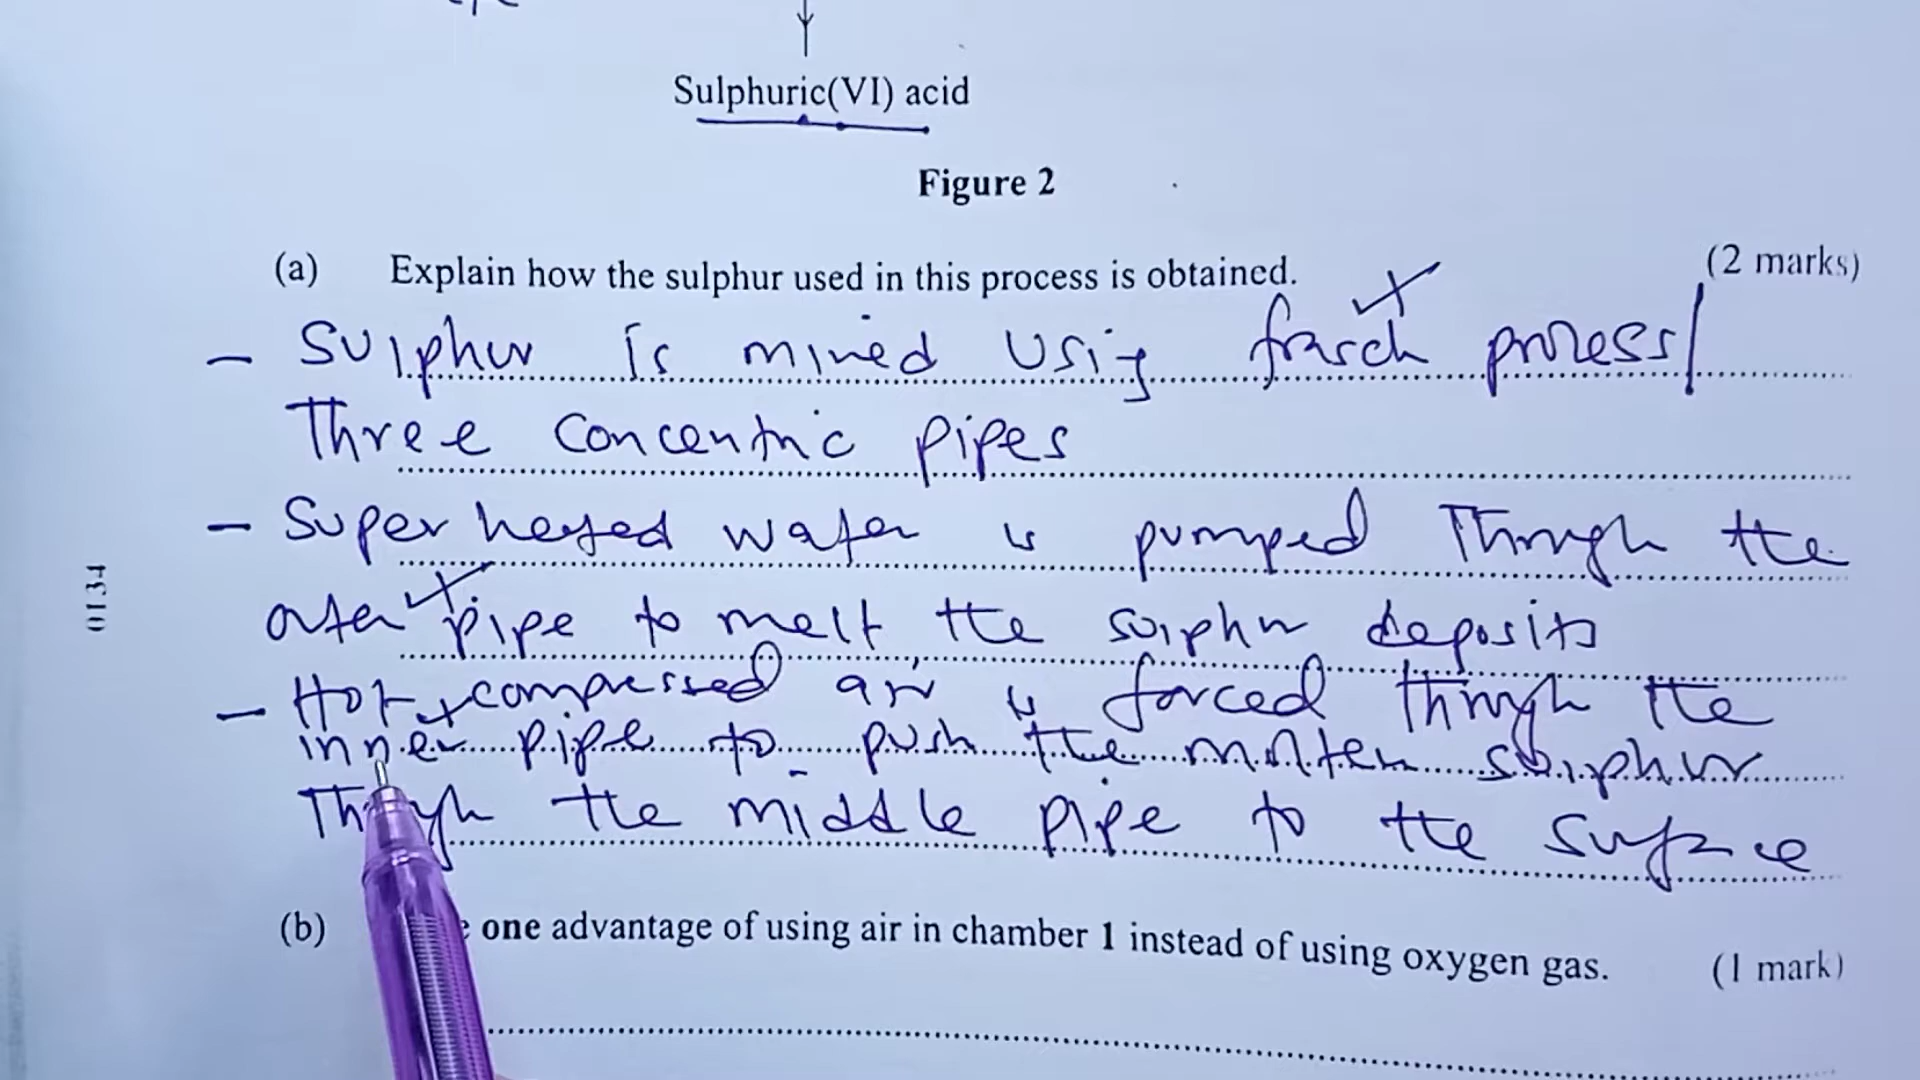 Sulphuric(VI) acid
Figure 2
(a) Explain how the sulphur used in this process is obtained. (2 marks)
- Sulphur is mined using frasch process/
Three concentric pipes
- Super heated water is pumped Through the
outer pipe to melt the sulphur deposits
- Hot compressed air is forced through the
inner pipe to push the molten sulphur
Through the middle pipe to the surface
(b) one advantage of using air in chamber 1 instead of using oxygen gas. (1 mark)
0134